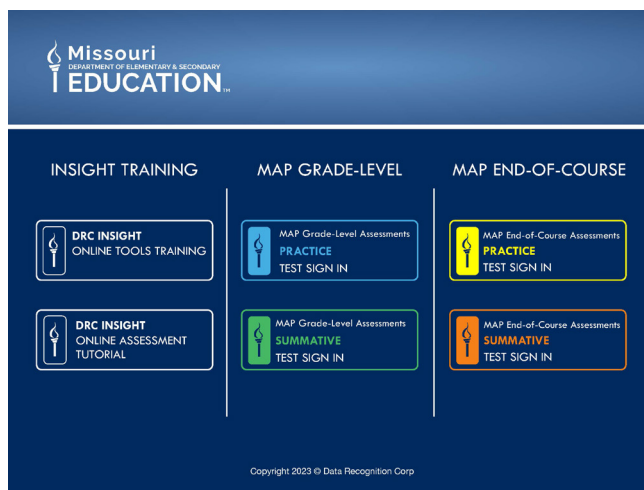 Missouri
DEPARTMENT OF ELEMENTARY & SECONDARY
EDUCATION™
INSIGHT TRAINING
DRC INSIGHT
ONLINE TOOLS TRAINING
DRC INSIGHT
ONLINE ASSESSMENT
TUTORIAL
MAP GRADE-LEVEL
MAP Grade-Level Assessments
PRACTICE
TEST SIGN IN
MAP Grade-Level Assessments
SUMMATIVE
TEST SIGN IN
MAP END-OF-COURSE
MAP End-of-Course Assessments
PRACTICE
TEST SIGN IN
MAP End-of-Course Assessments
SUMMATIVE
TEST SIGN IN
Copyright 2023 © Data Recognition Corp